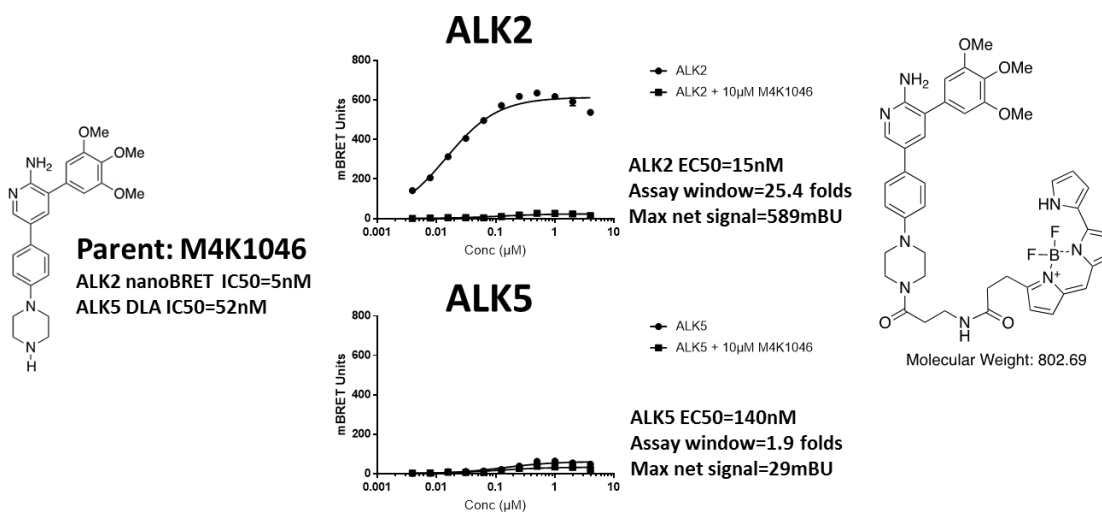 NH2
N
OMe
OMe
OMe
N
N
H
Parent: M4K1046
ALK2 nanoBRET IC50=5nM
ALK5 DLA IC50=52nM
ALK2
mBRET Units
800
600
400
200
0
0.001
0.01
0.1
1
10
Conc (µM)
ALK2
ALK2 + 10µM M4K1046
ALK2 EC50=15nM
Assay window=25.4 folds
Max net signal=589mBU
ALK5
mBRET Units
800
600
400
200
0
0.001
0.01
0.1
1
10
Conc (µM)
ALK5
ALK5 + 10µM M4K1046
ALK5 EC50=140nM
Assay window=1.9 folds
Max net signal=29mBU
OMe
NH2
OMe
N
OMe
HN
F
F
B
N
N+
N
N
O
N
H
O
Molecular Weight: 802.69